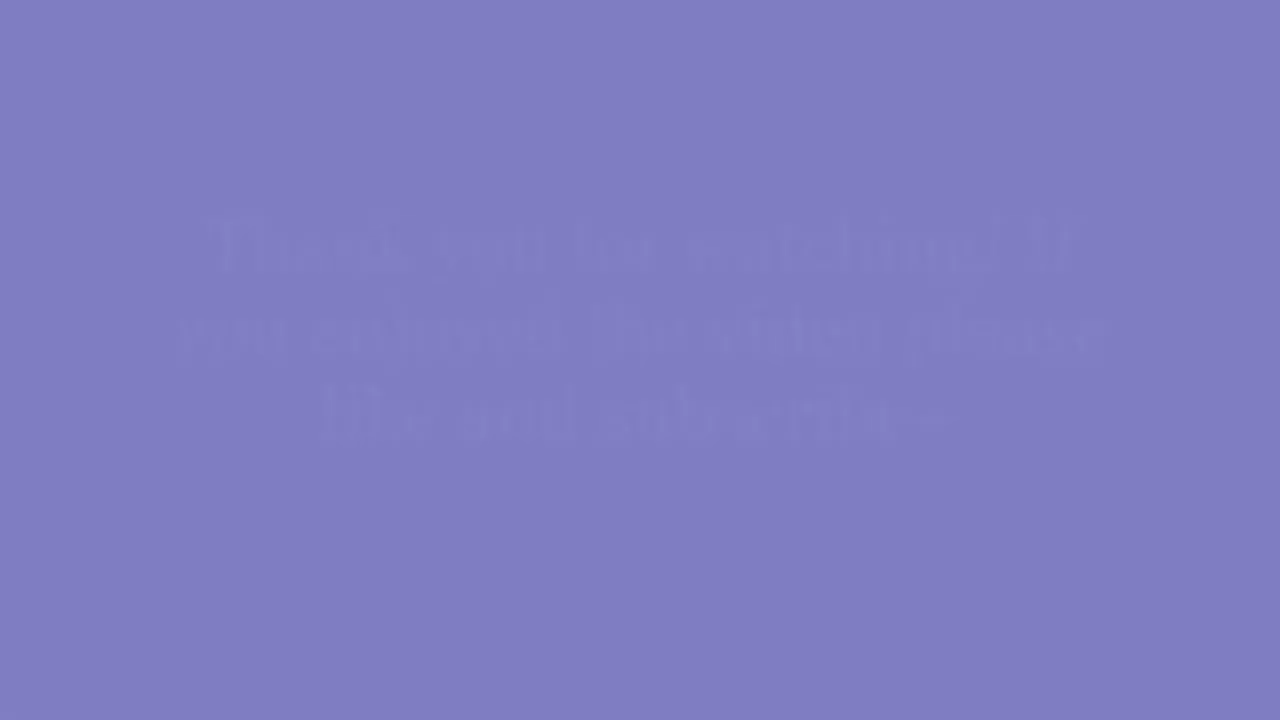 Thank you for watching! If
you enjoyed the video please
like and subscribe